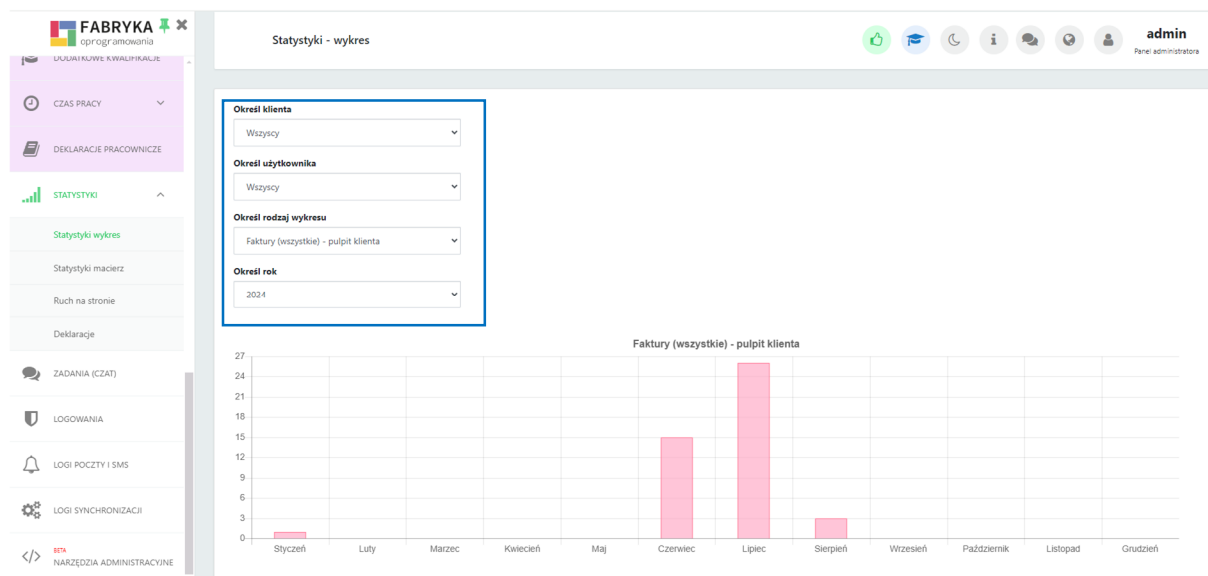 FABRYKA
oprogramowania
DODATKOWE KWALIFIKACJE
CZAS PRACY
DEKLARACJE PRACOWNICZE
STATYSTYKI
Statystyki wykres
Statystyki macierz
Ruch na stronie
Deklaracje
ZADANIA (CZAT)
LOGOWANIA
LOGI POCZTY I SMS
LOGI SYNCHRONIZACJI
BETA
NARZĘDZIA ADMINISTRACYJNE
Statystyki - wykres
admin
Panel administratora
Określ klienta
Wszyscy
Określ użytkownika
Wszyscy
Określ rodzaj wykresu
Faktury (wszystkie) - pulpit klienta
Określ rok
2024
Faktury (wszystkie) - pulpit klienta
27
24
21
18
15
12
9
6
3
0
Styczeń Luty Marzec Kwiecień Maj Czerwiec Lipiec Sierpień Wrzesień Październik Listopad Grudzień